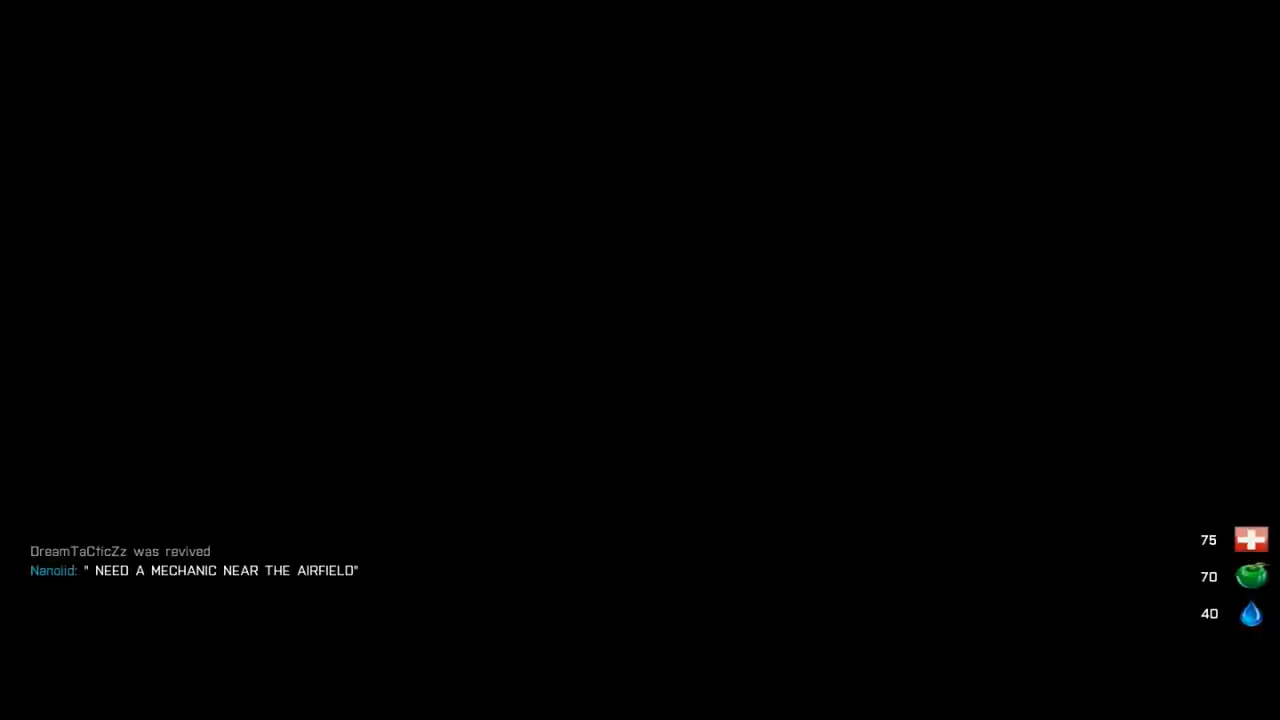 DreamTaCticZz was revived
Nanoiid: " NEED A MECHANIC NEAR THE AIRFIELD"
75
70
40